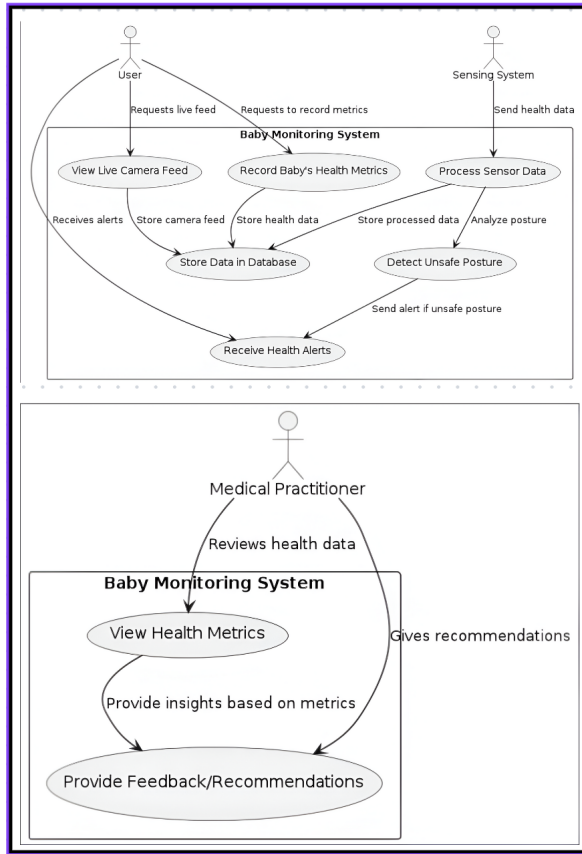 User
Sensing System
Requests live feed
Requests to record metrics
Send health data
Baby Monitoring System
View Live Camera Feed
Record Baby's Health Metrics
Process Sensor Data
Receives alerts
Store camera feed
Store health data
Store processed data
Analyze posture
Store Data in Database
Detect Unsafe Posture
Send alert if unsafe posture
Receive Health Alerts
Medical Practitioner
Reviews health data
Baby Monitoring System
View Health Metrics
Gives recommendations
Provide insights based on metrics
Provide Feedback/Recommendations